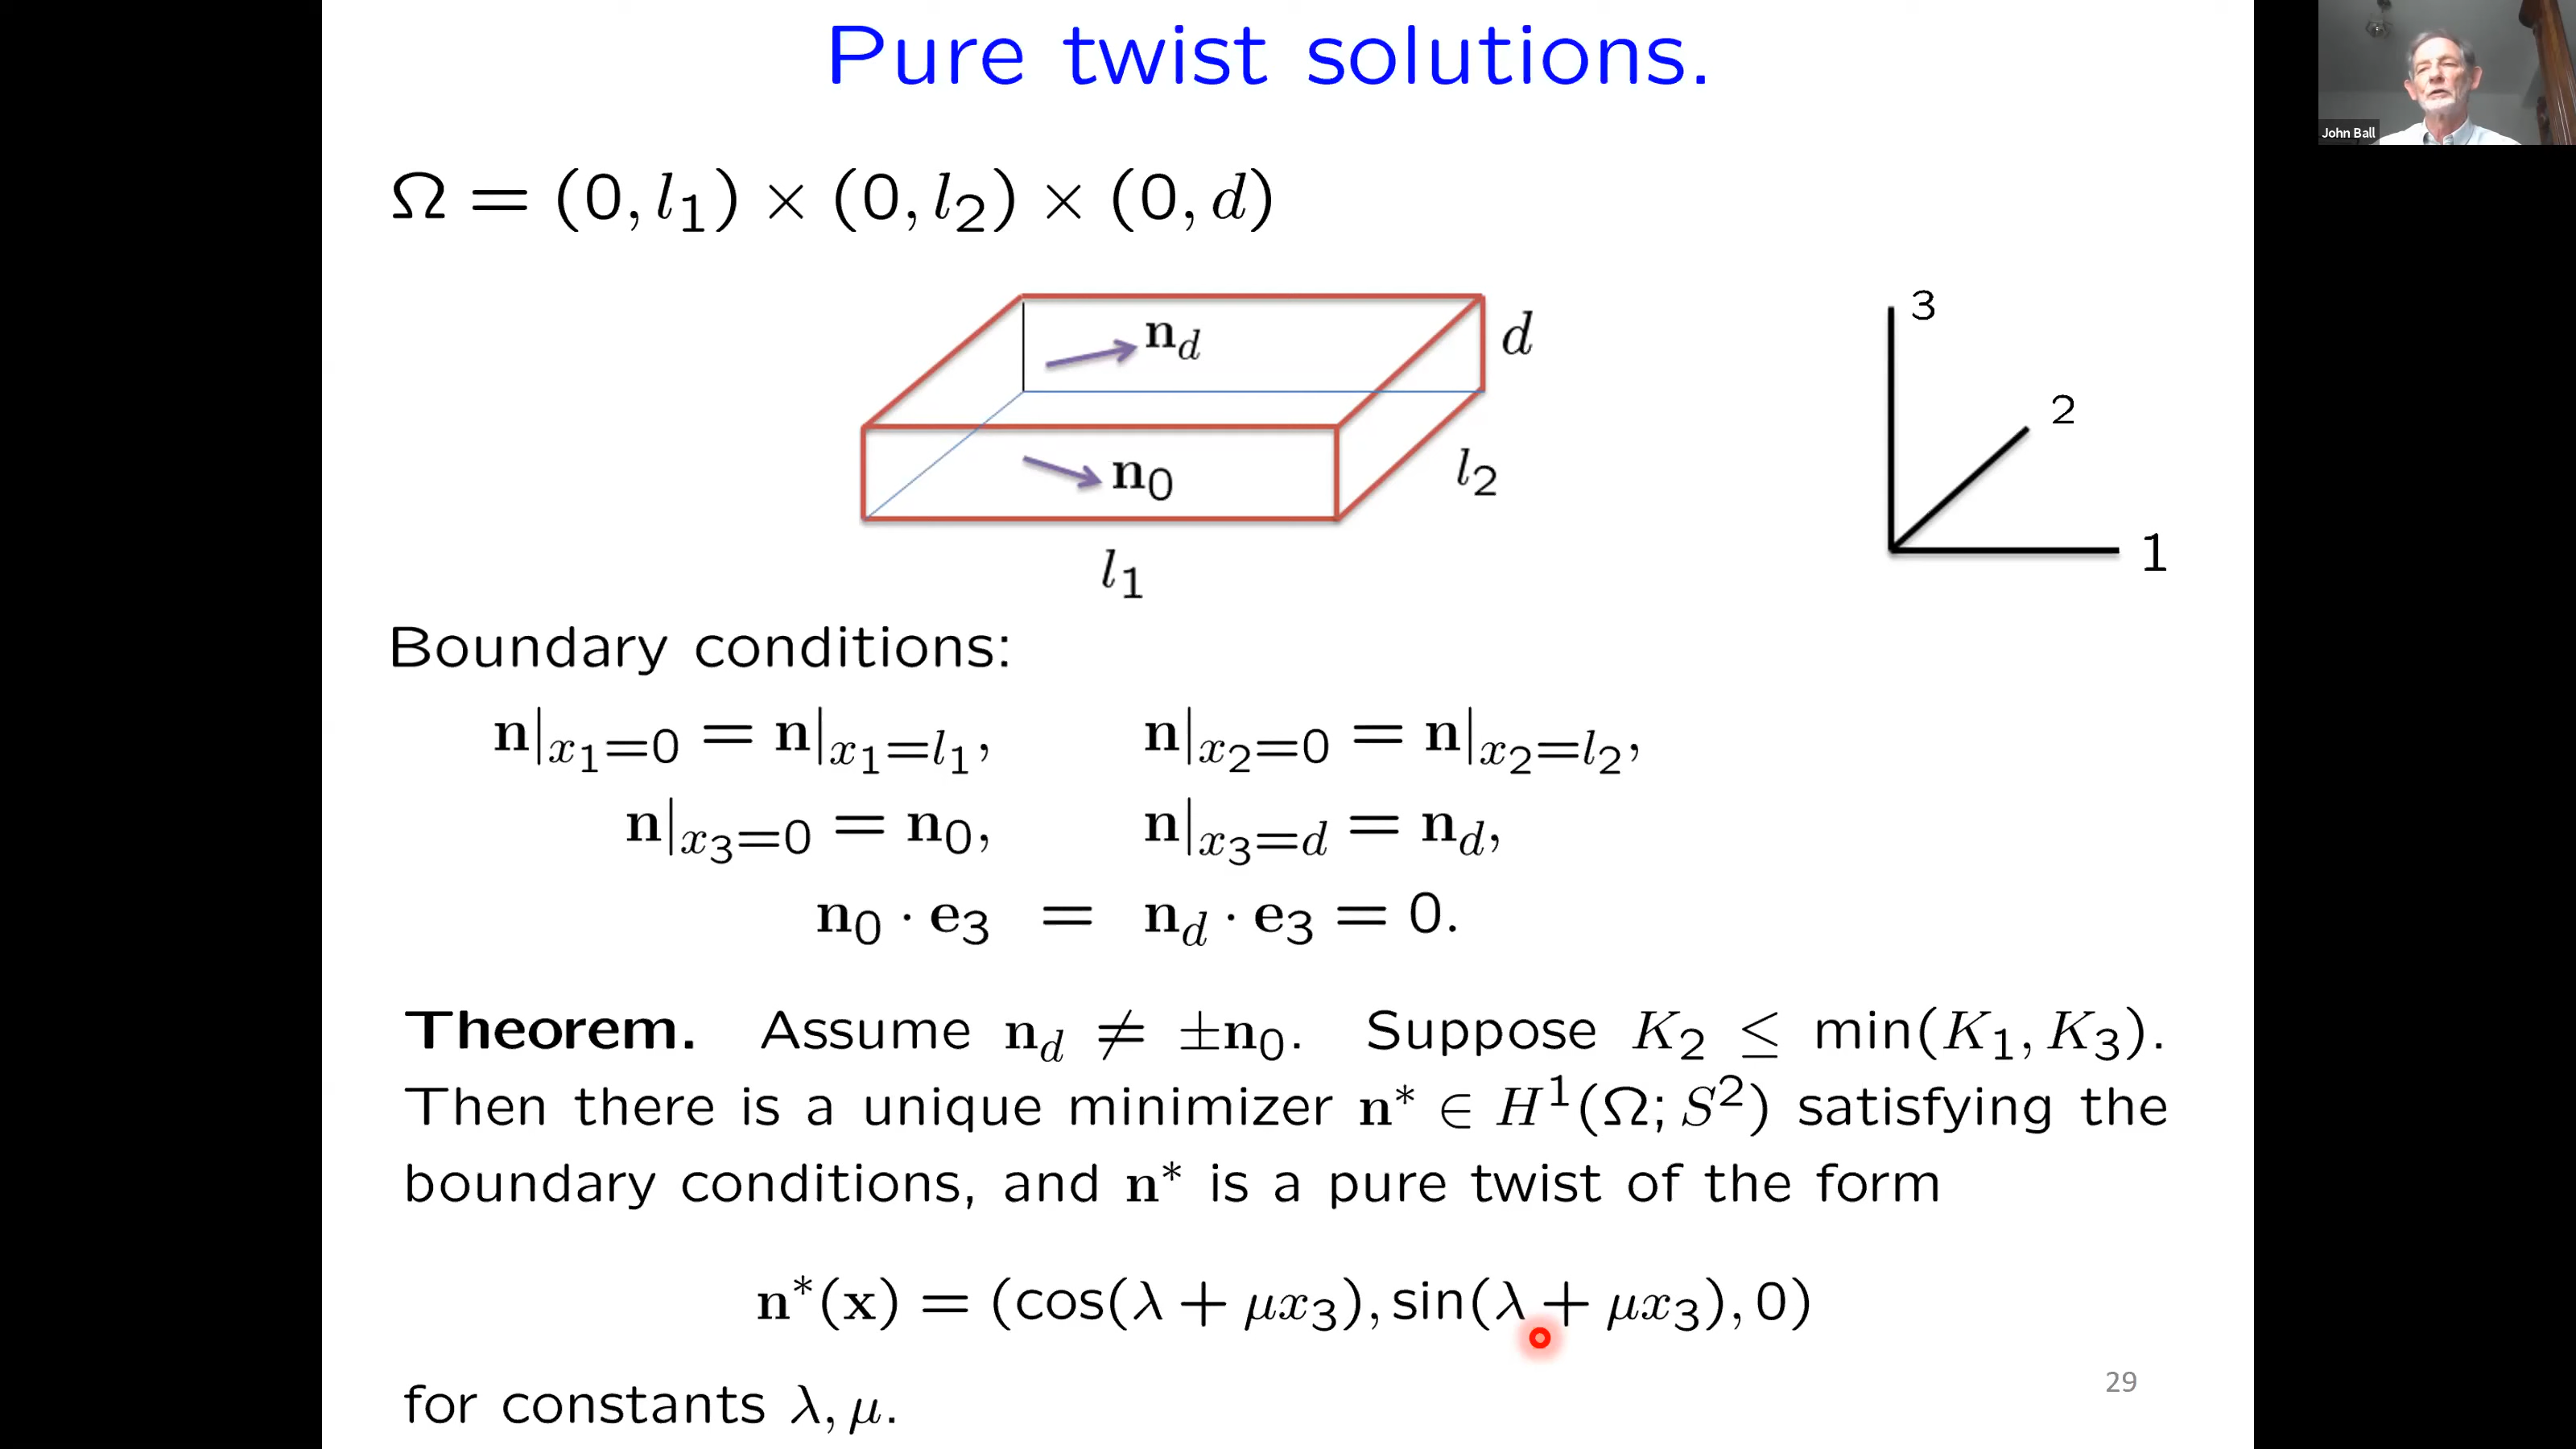 Pure twist solutions.
John Ball
Ω = (0, l₁) × (0, l₂) × (0, d)
3
n_d
d
2
n₀
l₂
1
l₁
Boundary conditions:
n|ₓ₁₌₀ = n|ₓ₁₌ₗ₁, n|ₓ₂₌₀ = n|ₓ₂₌ₗ₂,
n|ₓ₃₌₀ = n₀, n|ₓ₃₌d = n_d,
n₀ · e₃ = n_d · e₃ = 0.
Theorem. Assume n_d ≠ ±n₀. Suppose K₂ ≤ min(K₁, K₃).
Then there is a unique minimizer n* ∈ H¹(Ω; S²) satisfying the
boundary conditions, and n* is a pure twist of the form
n*(x) = (cos(λ + μx₃), sin(λ + μx₃), 0)
for constants λ, μ.
29